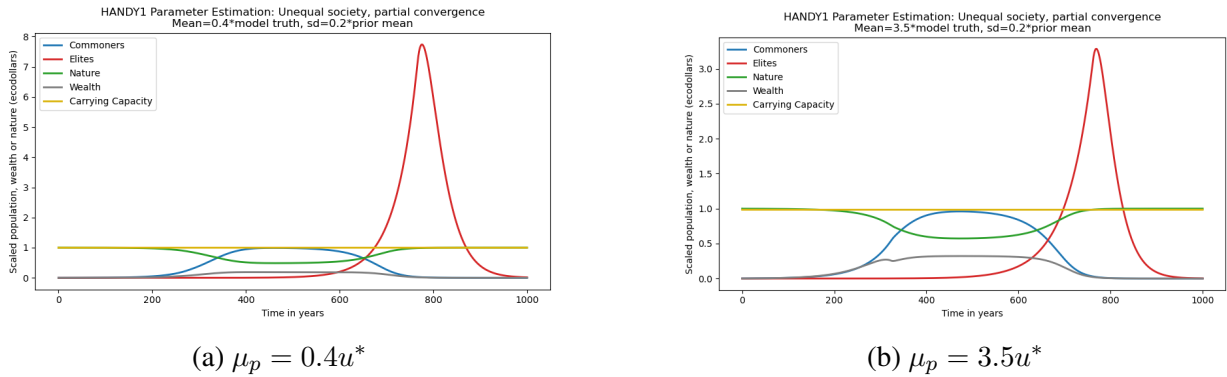 HANDY1 Parameter Estimation: Unequal society, partial convergence
Mean=0.4*model truth, sd=0.2*prior mean
Scaled population, wealth or nature (ecodollars)
8
7
6
5
4
3
2
1
0
Commoners
Elites
Nature
Wealth
Carrying Capacity
0 200 400 600 800 1000
Time in years
(a) μ_p = 0.4u*
HANDY1 Parameter Estimation: Unequal society, partial convergence
Mean=3.5*model truth, sd=0.2*prior mean
Scaled population, wealth or nature (ecodollars)
3.0
2.5
2.0
1.5
1.0
0.5
0.0
Commoners
Elites
Nature
Wealth
Carrying Capacity
0 200 400 600 800 1000
Time in years
(b) μ_p = 3.5u*